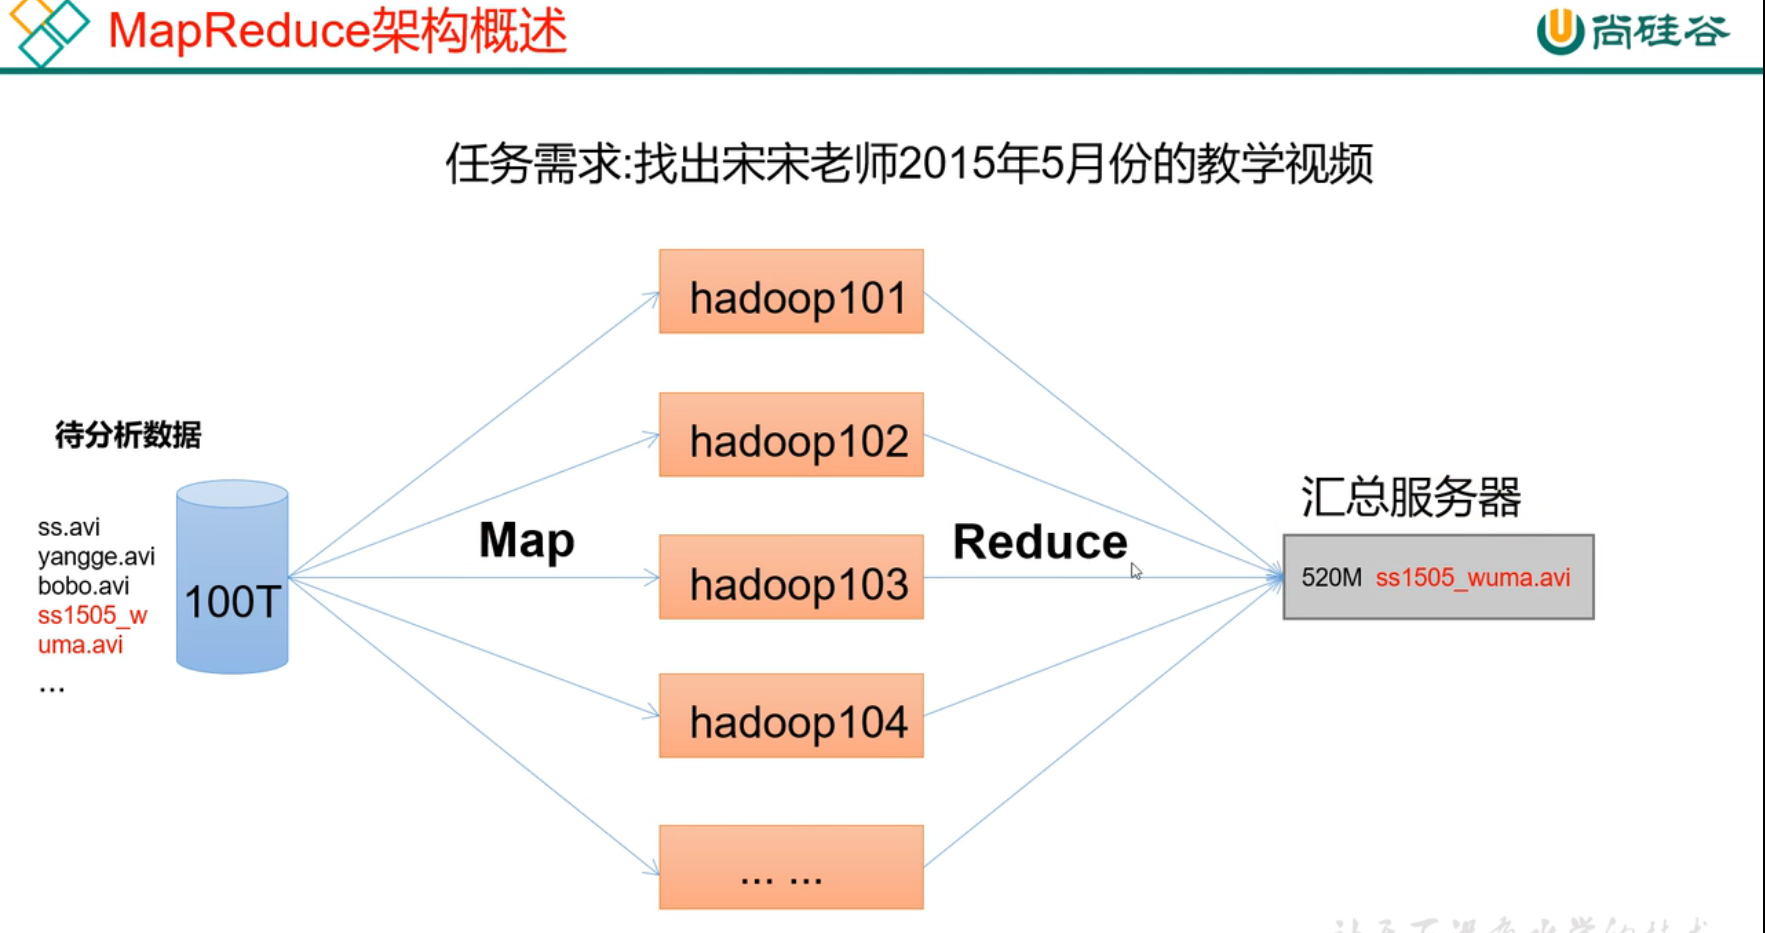 MapReduce架构概述
尚硅谷
任务需求:找出宋宋老师2015年5月份的教学视频
待分析数据
ss.avi
yangge.avi
bobo.avi
ss1505_w
uma.avi
...
100T
Map
hadoop101
hadoop102
hadoop103
hadoop104
... ...
Reduce
汇总服务器
520M ss1505_wuma.avi